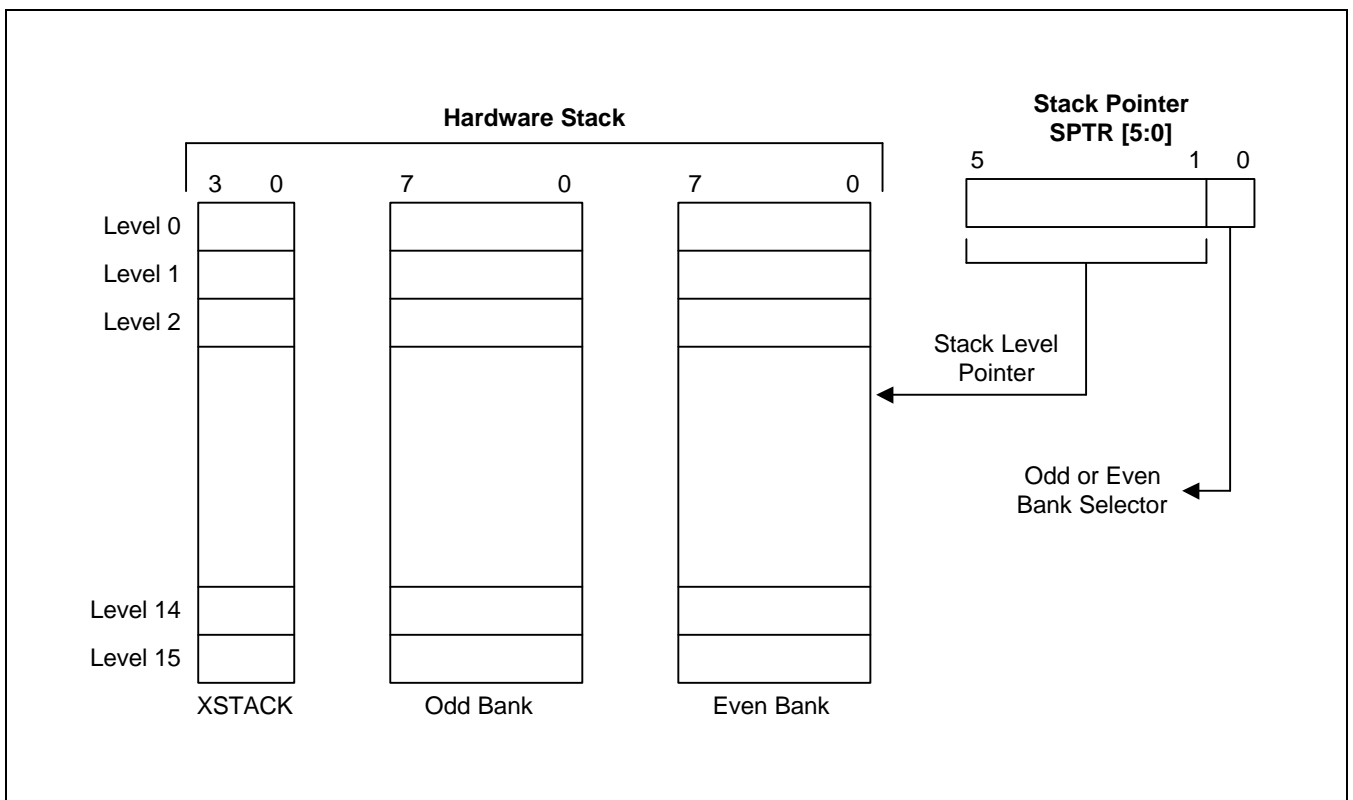 Hardware Stack
Stack Pointer
SPTR [5:0]
5 1 0
3 0 7 0 7 0
Level 0
Level 1
Level 2
Stack Level
Pointer
Odd or Even
Bank Selector
Level 14
Level 15
XSTACK Odd Bank Even Bank